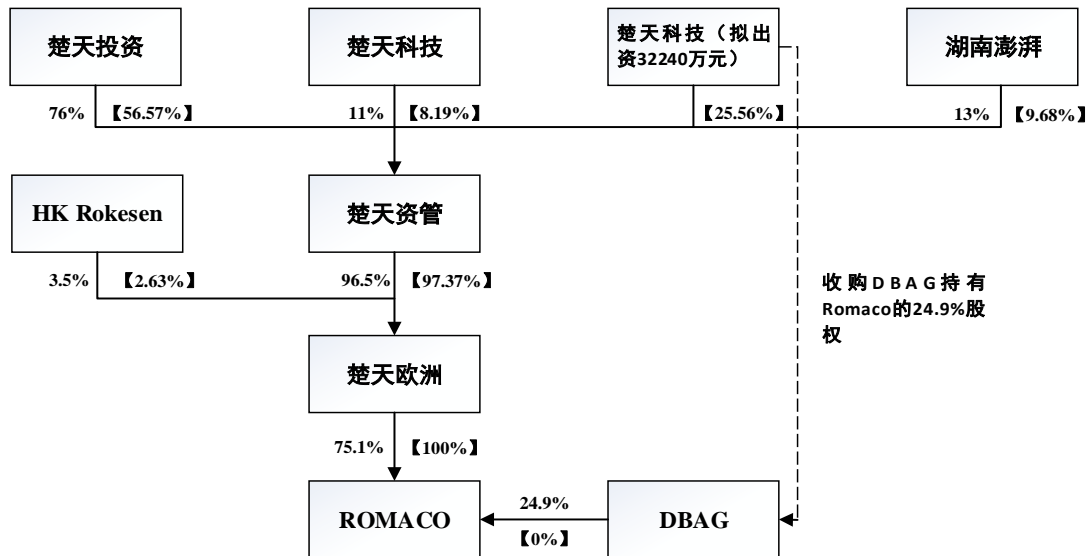 楚天投资
楚天科技
楚天科技（拟出
资32240万元）
湖南澎湃
76%
【56.57%】
11%
【8.19%】
【25.56%】
13%
【9.68%】
HK Rokesen
楚天资管
3.5%
【2.63%】
96.5%
【97.37%】
收购DBAG持有
Romaco的24.9%股
权
楚天欧洲
75.1%
【100%】
ROMACO
24.9%
【0%】
DBAG